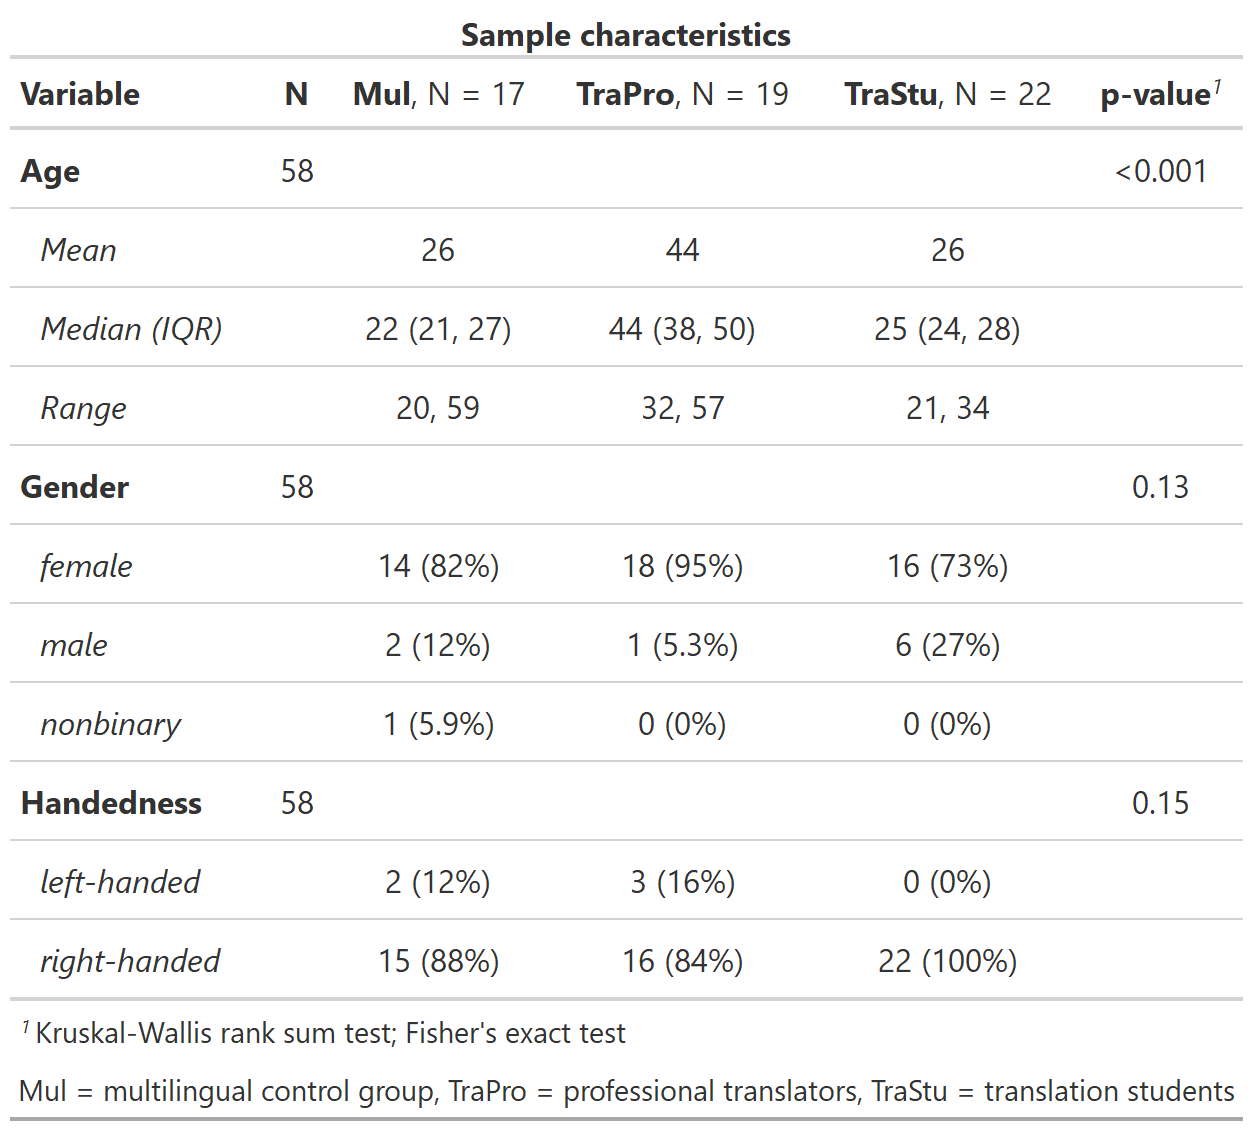 Sample characteristics
Variable N Mul, N = 17 TraPro, N = 19 TraStu, N = 22 p-value¹
Age 58 <0.001
Mean 26 44 26
Median (IQR) 22 (21, 27) 44 (38, 50) 25 (24, 28)
Range 20, 59 32, 57 21, 34
Gender 58 0.13
female 14 (82%) 18 (95%) 16 (73%)
male 2 (12%) 1 (5.3%) 6 (27%)
nonbinary 1 (5.9%) 0 (0%) 0 (0%)
Handedness 58 0.15
left-handed 2 (12%) 3 (16%) 0 (0%)
right-handed 15 (88%) 16 (84%) 22 (100%)
¹ Kruskal-Wallis rank sum test; Fisher's exact test
Mul = multilingual control group, TraPro = professional translators, TraStu = translation students